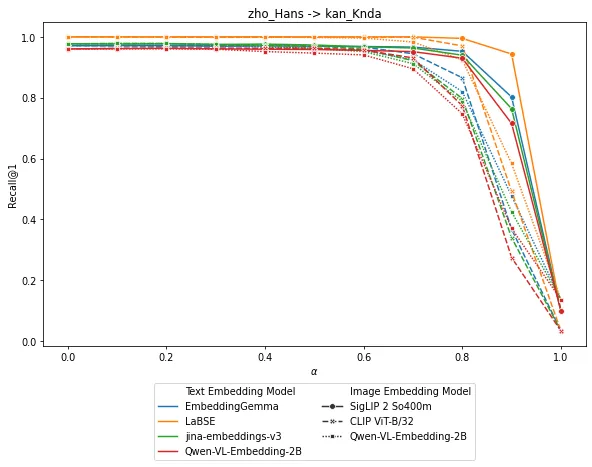 zho_Hans -> kan_Knda
Recall@1
1.0
0.8
0.6
0.4
0.2
0.0
0.0 0.2 0.4 0.6 0.8 1.0
α
Text Embedding Model
EmbeddingGemma
LaBSE
jina-embeddings-v3
Qwen-VL-Embedding-2B
Image Embedding Model
SigLIP 2 So400m
CLIP ViT-B/32
Qwen-VL-Embedding-2B